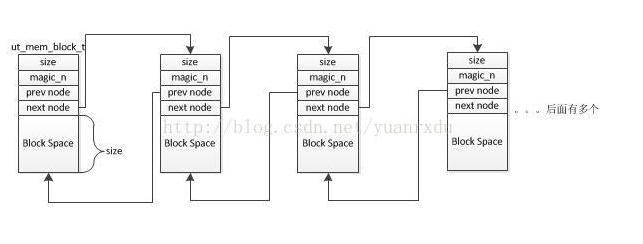 ut_mem_block_t
size
magic_n
prev node
next node
Block Space
size
size
magic_n
prev node
next node
Block Space
size
magic_n
prev node
next node
Block Space
size
magic_n
prev node
next node
Block Space
。。。后面有多个
http://blog.csdn.net/yuanrxdu